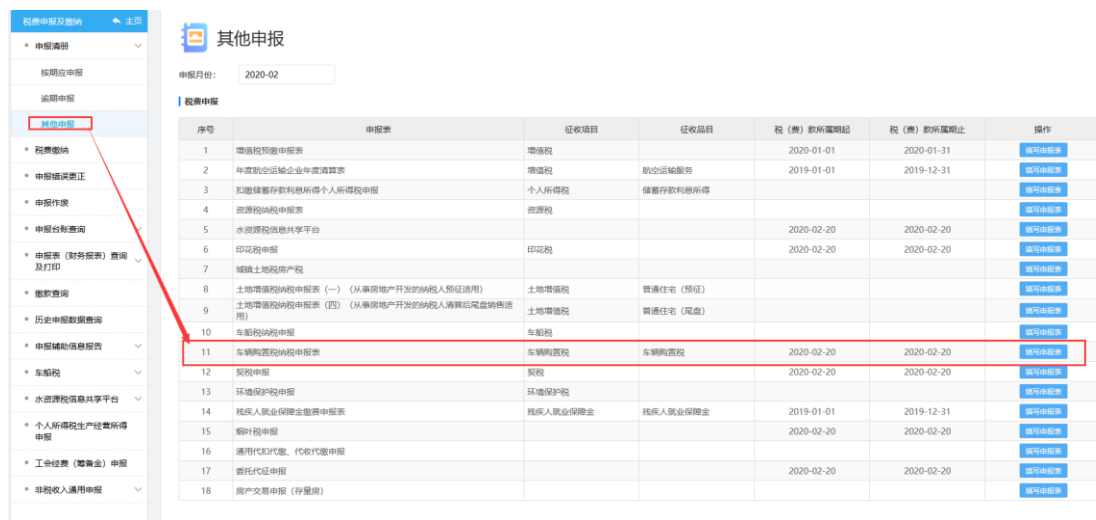 税费申报及缴纳 主页
申报清册
按期应申报
逾期申报
其他申报
税费缴纳
申报错误更正
申报作废
申报台账查询
申报表（财务报表）查询
及打印
缴款查询
历史申报数据查询
申报辅助信息报告
车船税
水资源税信息共享平台
个人所得税生产经营所得
申报
工会经费（筹备金）申报
非税收入通用申报
其他申报
申报月份： 2020-02
税费申报
序号 申报表 征收项目 征收品目 税（费）款所属期起 税（费）款所属期止 操作
1 增值税预缴申报表 增值税 2020-01-01 2020-01-31 填写申报表
2 年度航空运输企业年度清算表 增值税 航空运输服务 2019-01-01 2019-12-31 填写申报表
3 扣缴储蓄存款利息所得个人所得税申报 个人所得税 储蓄存款利息所得 填写申报表
4 资源税纳税申报表 资源税 填写申报表
5 水资源税信息共享平台 2020-02-20 2020-02-20 填写申报表
6 印花税申报 印花税 2020-02-20 2020-02-20 填写申报表
7 城镇土地税房产税 填写申报表
8 土地增值税纳税申报表（一）（从事房地产开发的纳税人预征适用） 土地增值税 普通住宅（预征） 填写申报表
9 土地增值税纳税申报表（四）（从事房地产开发的纳税人清算后尾盘销售适
用） 土地增值税 普通住宅（尾盘） 填写申报表
10 车船税纳税申报 车船税 填写申报表
11 车辆购置税纳税申报表 车辆购置税 车辆购置税 2020-02-20 2020-02-20 填写申报表
12 契税申报 契税 2020-02-20 2020-02-20 填写申报表
13 环境保护税申报 环境保护税 填写申报表
14 残疾人就业保障金缴费申报表 残疾人就业保障金 残疾人就业保障金 2019-01-01 2019-12-31 填写申报表
15 烟叶税申报 2020-02-20 2020-02-20 填写申报表
16 通用代扣代缴、代收代缴申报 填写申报表
17 委托代征申报 2020-02-20 2020-02-20 填写申报表
18 房产交易申报（存量房） 填写申报表